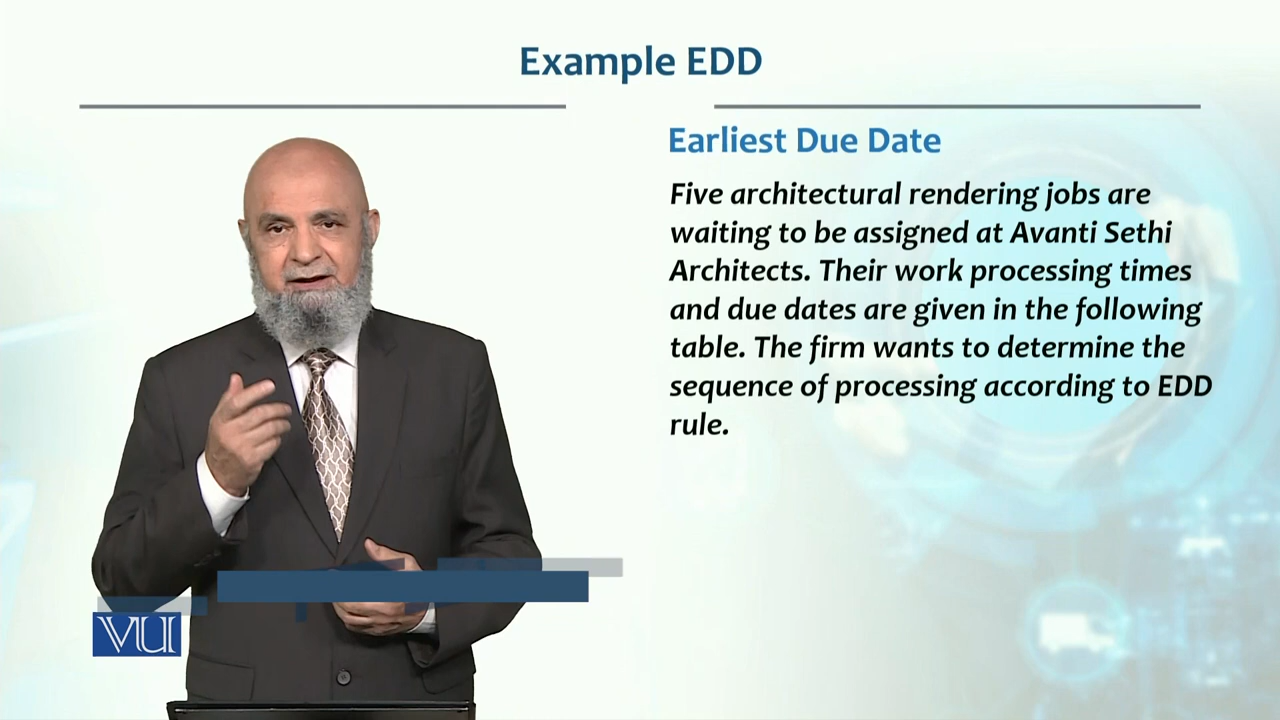 Example EDD
Earliest Due Date
Five architectural rendering jobs are
waiting to be assigned at Avanti Sethi
Architects. Their work processing times
and due dates are given in the following
table. The firm wants to determine the
sequence of processing according to EDD
rule.
VU